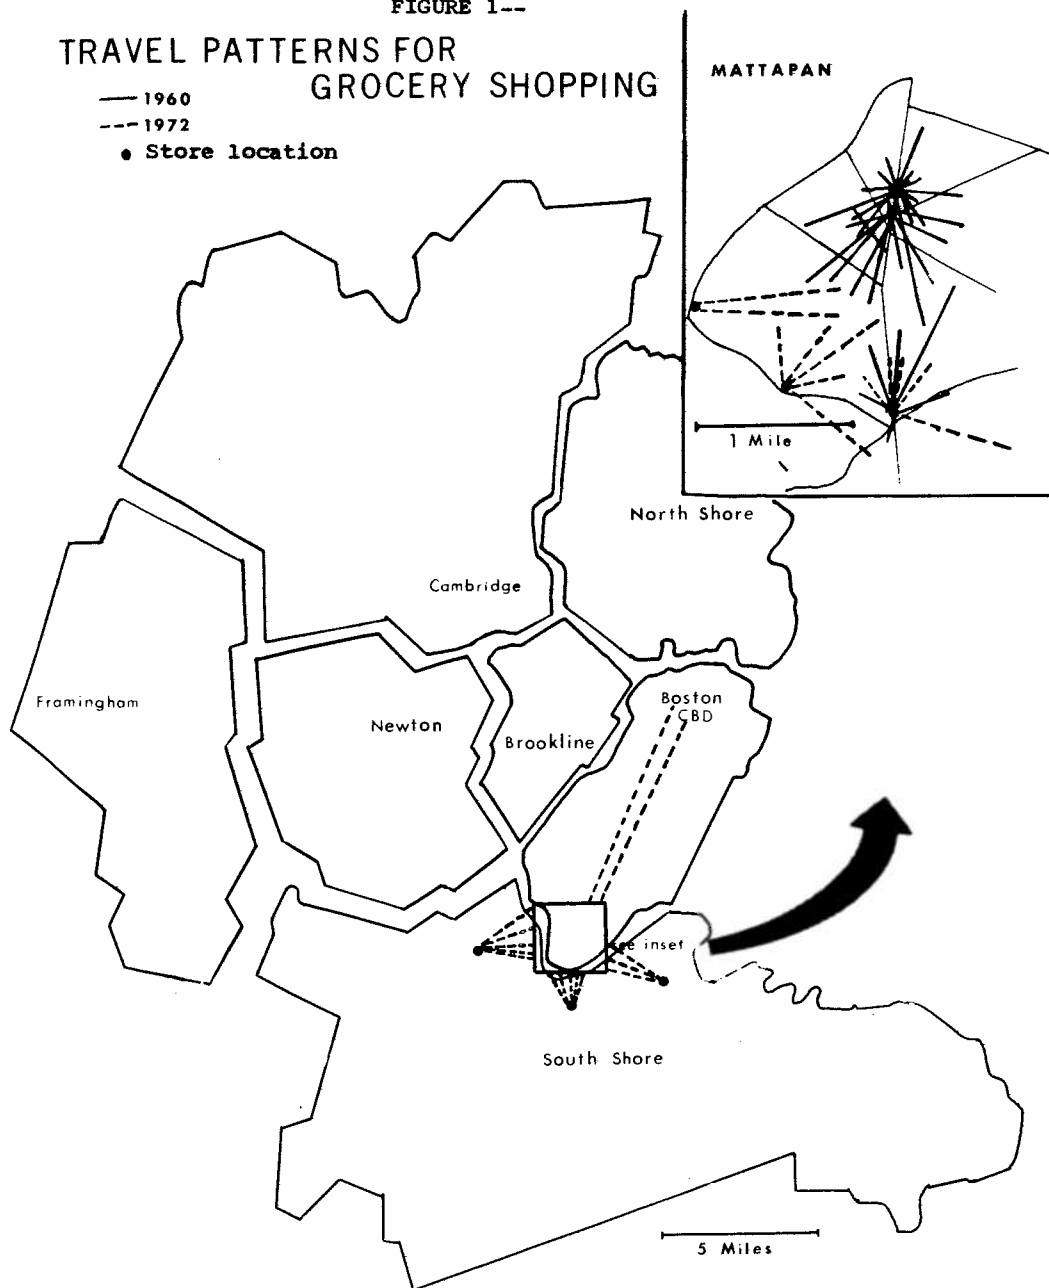 FIGURE 1--
TRAVEL PATTERNS FOR
GROCERY SHOPPING
1960
1972
Store location
MATTAPAN
1 Mile
North Shore
Cambridge
Framingham
Newton
Brookline
Boston
CBD
inset
South Shore
5 Miles